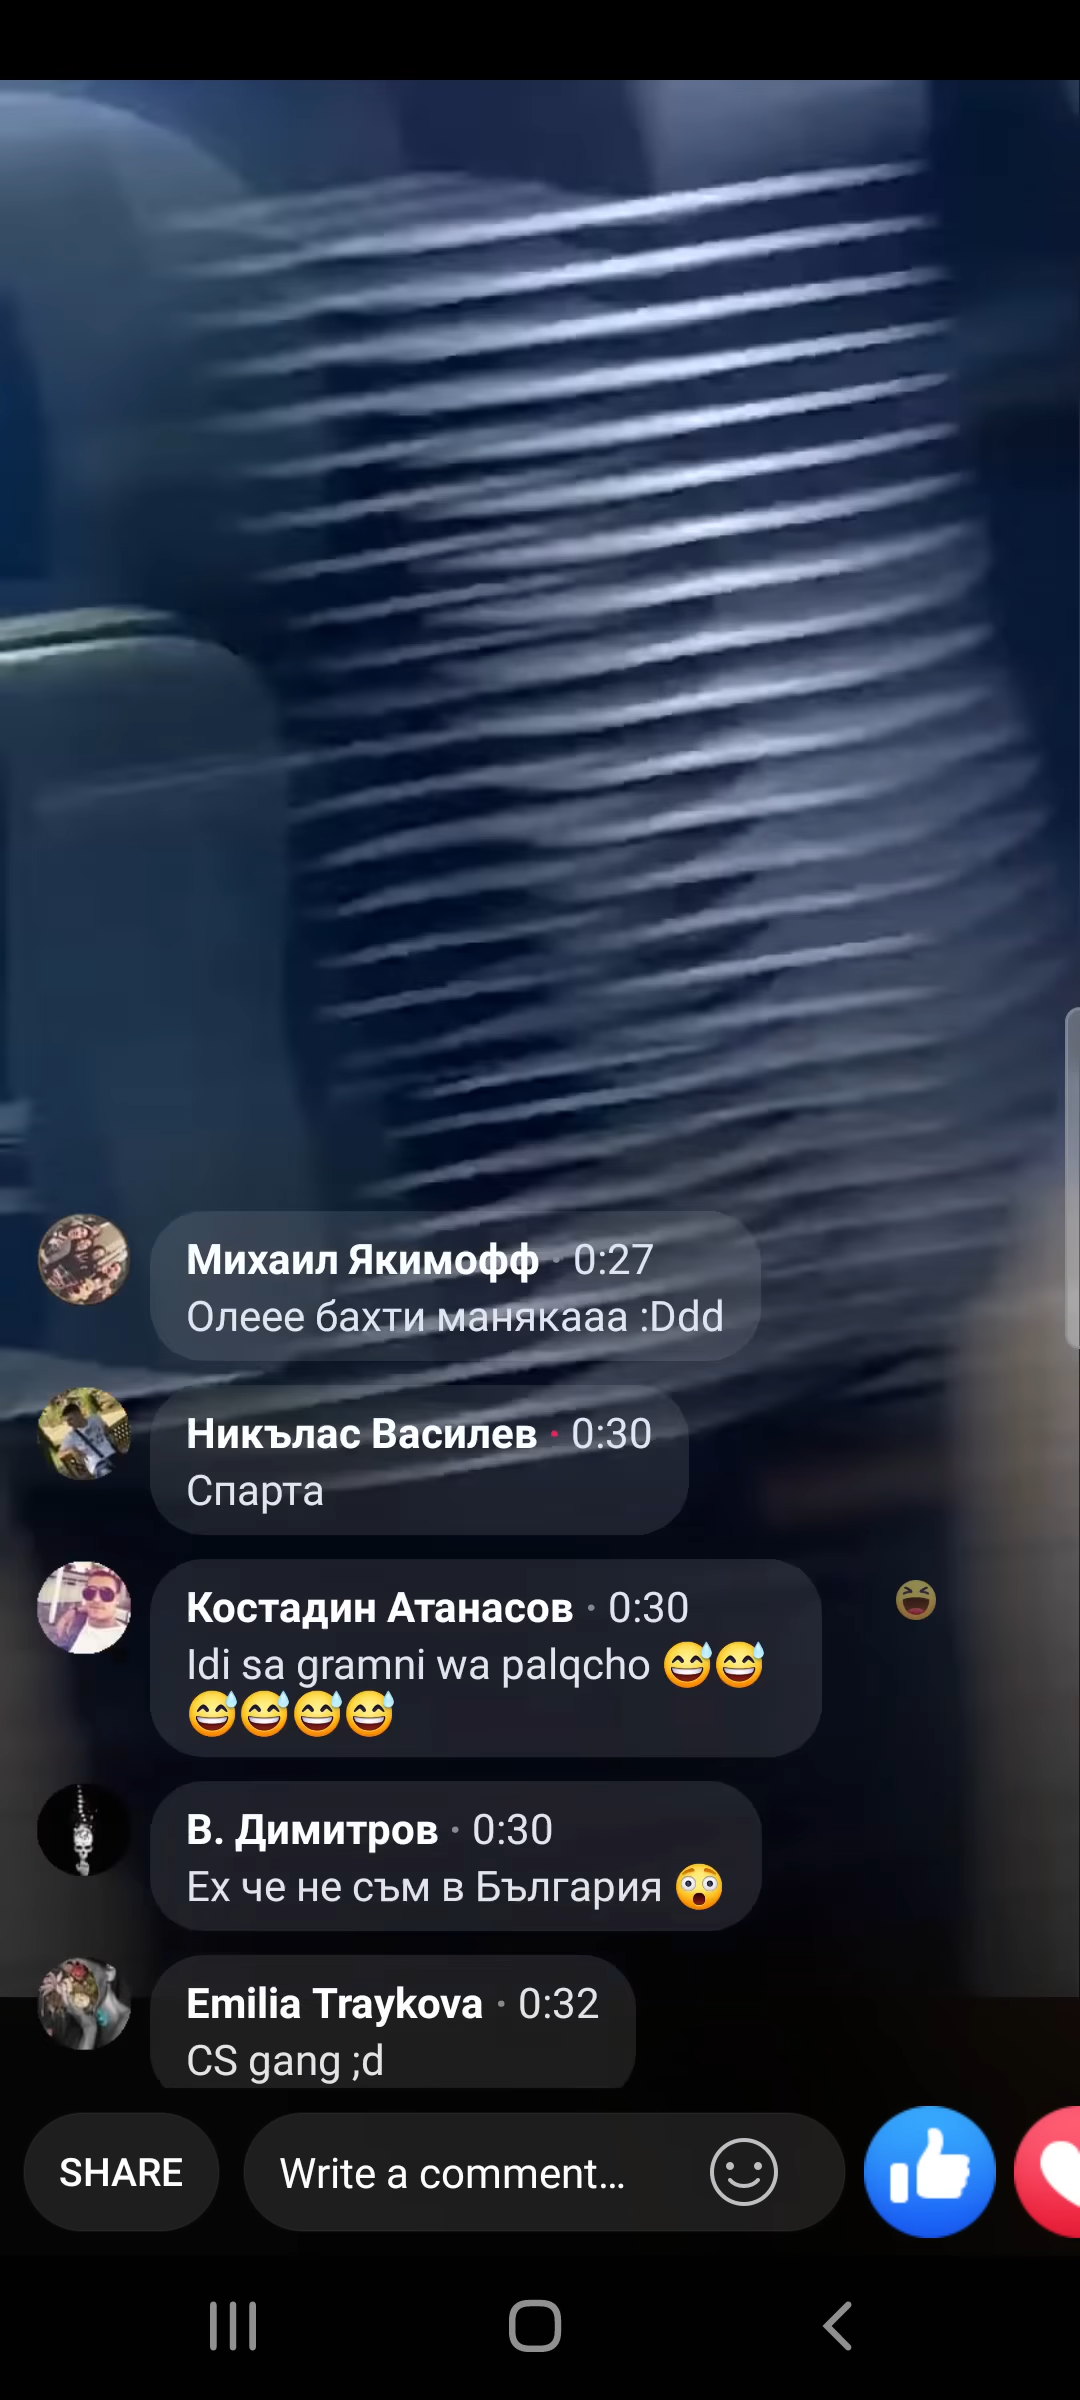 Михаил Якимофф · 0:27
Олеее бахти манякааа :Ddd
Никълас Василев · 0:30
Спарта
Костадин Атанасов · 0:30
Idi sa gramni wa palqcho 😅😅
😅😅😅😅
В. Димитров · 0:30
Ех че не съм в България 😲
Emilia Traykova · 0:32
CS gang ;d
SHARE
Write a comment...